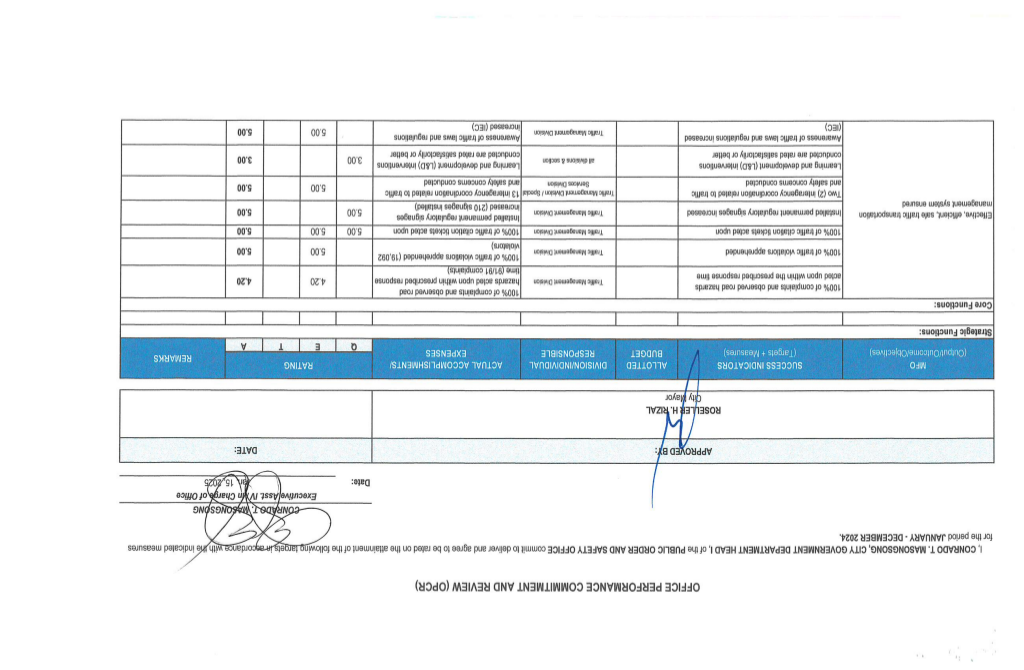 OFFICE PERFORMANCE COMMITMENT AND REVIEW (OPCR)
I, CONRADO T. MASONGSONG, CITY GOVERNMENT DEPARTMENT HEAD I, of the PUBLIC ORDER AND SAFETY OFFICE commit to deliver and agree to be rated on the attainment of the following targets in accordance with the indicated measures
for the period JANUARY - DECEMBER 2024.
CONRADO T. MASONGSONG
Executive Asst. IV / In Charge of Office
Date: Jan. 15, 2025
APPROVED BY: DATE:
ROSELLER H. RIZAL
City Mayor
MFO
(Output/Outcome/Objectives)
SUCCESS INDICATORS
(Targets + Measures)
ALLOTTED
BUDGET
DIVISION/INDIVIDUAL
RESPONSIBLE
ACTUAL ACCOMPLISHMENTS/
EXPENSES
RATING
Q E T A
REMARKS
Strategic Functions:
Core Functions:
Effective, efficient, safe traffic transportation
management system ensured
100% of complaints and observed road hazards
acted upon within the prescribed response time
Traffic Management Division
100% of complaints and observed road
hazards acted upon within prescribed response
time (91/91 complaints)
4.20 4.20
100% of traffic violations apprehended
Traffic Management Division
100% of traffic violations apprehended (19,092
violations)
5.00 5.00
100% of traffic citation tickets acted upon
Traffic Management Division
100% of traffic citation tickets acted upon
5.00 5.00 5.00
Installed permanent regulatory signages increased
Traffic Management Division
Installed permanent regulatory signages
increased (210 signages installed)
5.00 5.00
Two (2) interagency coordination related to traffic
and safety concerns conducted
Traffic Management Division / Special
Services Division
13 interagency coordination related to traffic
and safety concerns conducted
5.00 5.00
Learning and development (L&D) interventions
conducted are rated satisfactorily or better
all divisions & section
Learning and development (L&D) interventions
conducted are rated satisfactorily or better
3.00 3.00
Awareness of traffic laws and regulations increased
(IEC)
Traffic Management Division
Awareness of traffic laws and regulations
increased (IEC)
5.00 5.00